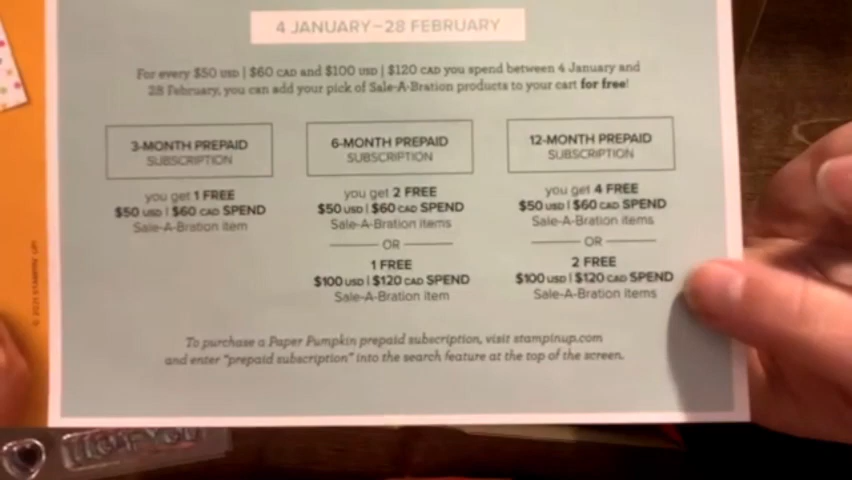 4 JANUARY–28 FEBRUARY
For every $50 USD | $60 CAD and $100 USD | $120 CAD you spend between 4 January and
28 February, you can add your pick of Sale-A-Bration products to your cart for free!
3-MONTH PREPAID
SUBSCRIPTION
you get 1 FREE
$50 USD | $60 CAD SPEND
Sale-A-Bration item
6-MONTH PREPAID
SUBSCRIPTION
you get 2 FREE
$50 USD | $60 CAD SPEND
Sale-A-Bration items
OR
1 FREE
$100 USD | $120 CAD SPEND
Sale-A-Bration item
12-MONTH PREPAID
SUBSCRIPTION
you get 4 FREE
$50 USD | $60 CAD SPEND
Sale-A-Bration items
OR
2 FREE
$100 USD | $120 CAD SPEND
Sale-A-Bration items
To purchase a Paper Pumpkin prepaid subscription, visit stampinup.com
and enter "prepaid subscription" into the search feature at the top of the screen.
© 2021 STAMPIN' UP!